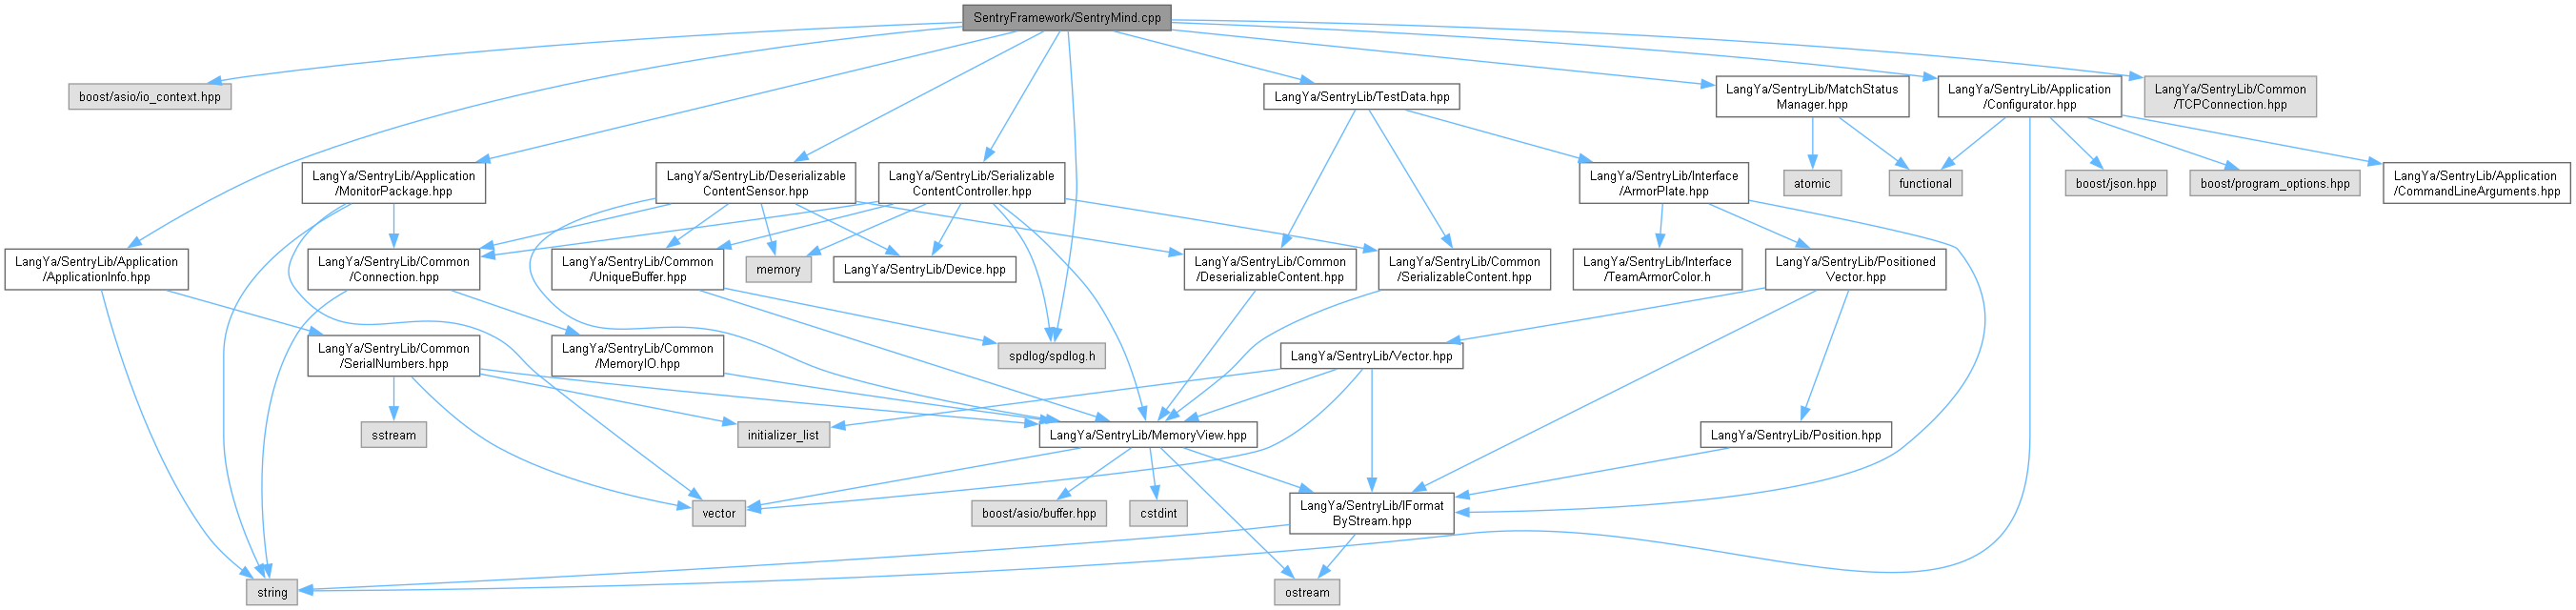 SentryFramework/SentryMind.cpp
boost/asio/io_context.hpp
LangYa/SentryLib/TestData.hpp
LangYa/SentryLib/MatchStatus
Manager.hpp
LangYa/SentryLib/Application
/Configurator.hpp
LangYa/SentryLib/Common
/TCPConnection.hpp
LangYa/SentryLib/Application
/MonitorPackage.hpp
LangYa/SentryLib/Deserializable
ContentSensor.hpp
LangYa/SentryLib/Serializable
ContentController.hpp
LangYa/SentryLib/Interface
/ArmorPlate.hpp
atomic
functional
boost/json.hpp
boost/program_options.hpp
LangYa/SentryLib/Application
/CommandLineArguments.hpp
LangYa/SentryLib/Application
/ApplicationInfo.hpp
LangYa/SentryLib/Common
/Connection.hpp
LangYa/SentryLib/Common
/UniqueBuffer.hpp
memory
LangYa/SentryLib/Device.hpp
LangYa/SentryLib/Common
/DeserializableContent.hpp
LangYa/SentryLib/Common
/SerializableContent.hpp
LangYa/SentryLib/Interface
/TeamArmorColor.h
LangYa/SentryLib/Positioned
Vector.hpp
LangYa/SentryLib/Common
/SerialNumbers.hpp
LangYa/SentryLib/Common
/MemoryIO.hpp
spdlog/spdlog.h
LangYa/SentryLib/Vector.hpp
sstream
initializer_list
LangYa/SentryLib/MemoryView.hpp
LangYa/SentryLib/Position.hpp
vector
boost/asio/buffer.hpp
cstdint
LangYa/SentryLib/IFormat
ByStream.hpp
string
ostream